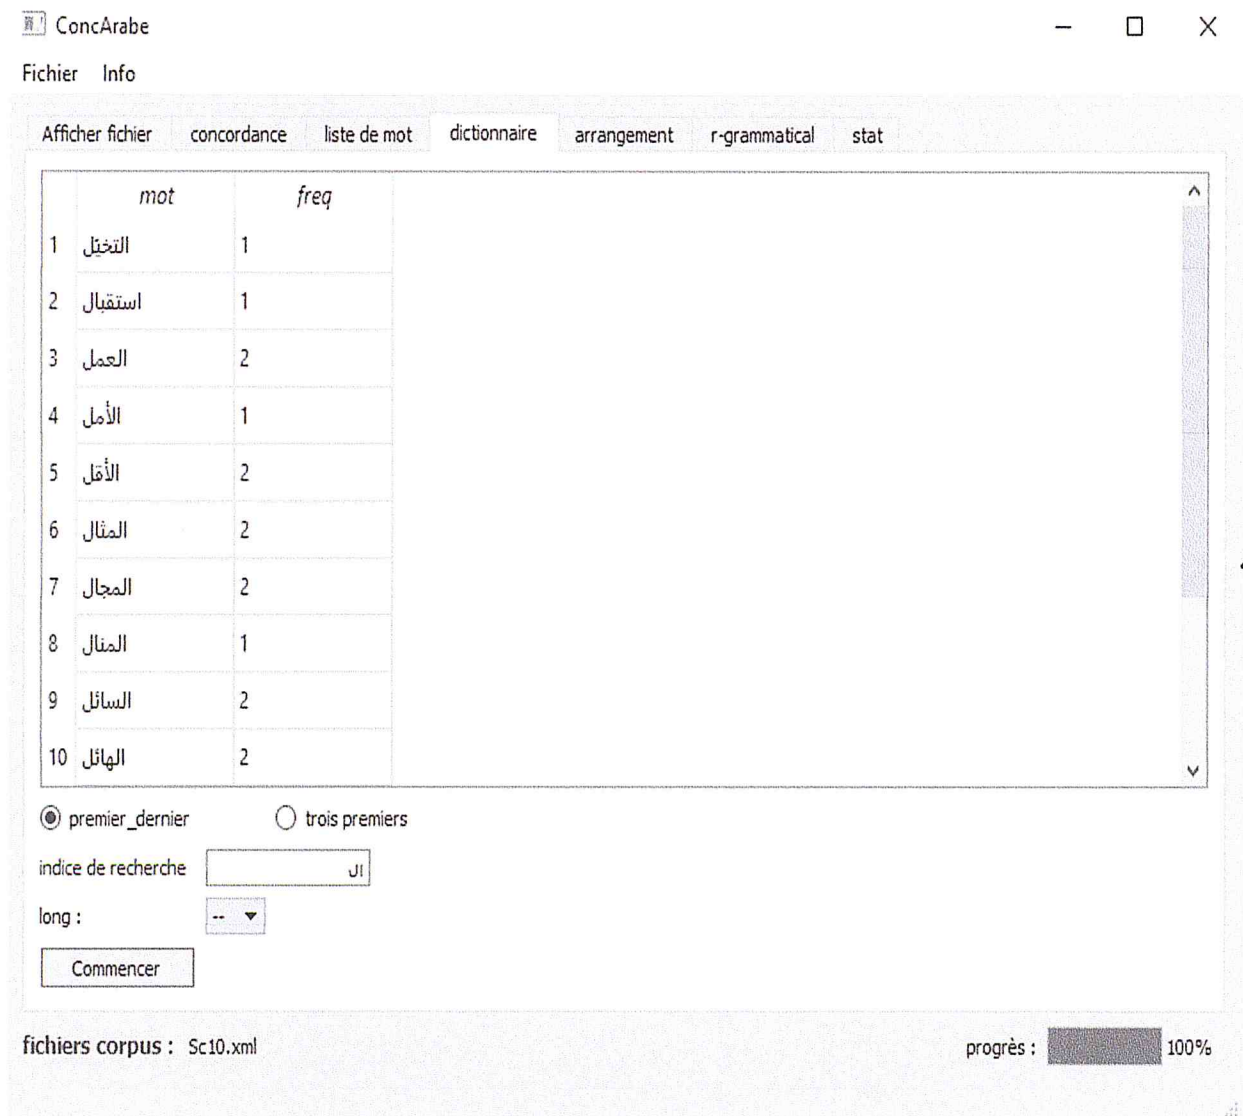 ConcArabe
Fichier Info
Afficher fichier concordance liste de mot dictionnaire arrangement r-grammatical stat
mot freq
1 التخيّل 1
2 استقبال 1
3 العمل 2
4 الأمل 1
5 الأقل 2
6 المثال 2
7 المجال 2
8 المنال 1
9 السائل 2
10 الهائل 2
premier_dernier trois premiers
indice de recherche ال
long : --
Commencer
fichiers corpus : Sc10.xml progrès : 100%